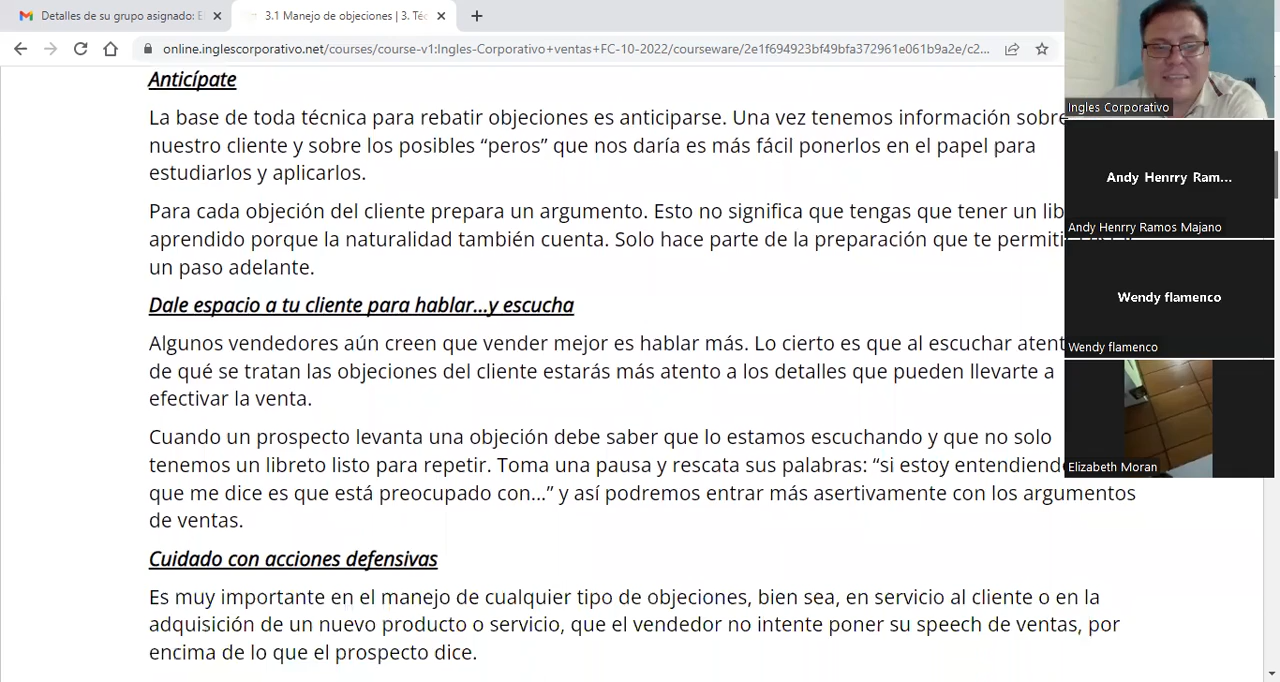 Detalles de su grupo asignado: E
3.1 Manejo de objeciones | 3. Téc
online.inglescorporativo.net/courses/course-v1:Ingles-Corporativo+ventas+FC-10-2022/courseware/2e1f694923bf49bfa372961e061b9a2e/c2...
Anticípate
La base de toda técnica para rebatir objeciones es anticiparse. Una vez tenemos información sobre
nuestro cliente y sobre los posibles “peros” que nos daría es más fácil ponerlos en el papel para
estudiarlos y aplicarlos.
Para cada objeción del cliente prepara un argumento. Esto no significa que tengas que tener un lib
aprendido porque la naturalidad también cuenta. Solo hace parte de la preparación que te permiti
un paso adelante.
Dale espacio a tu cliente para hablar...y escucha
Algunos vendedores aún creen que vender mejor es hablar más. Lo cierto es que al escuchar atent
de qué se tratan las objeciones del cliente estarás más atento a los detalles que pueden llevarte a
efectivar la venta.
Cuando un prospecto levanta una objeción debe saber que lo estamos escuchando y que no solo
tenemos un libreto listo para repetir. Toma una pausa y rescata sus palabras: “si estoy entendiendo
que me dice es que está preocupado con...” y así podremos entrar más asertivamente con los argumentos
de ventas.
Cuidado con acciones defensivas
Es muy importante en el manejo de cualquier tipo de objeciones, bien sea, en servicio al cliente o en la
adquisición de un nuevo producto o servicio, que el vendedor no intente poner su speech de ventas, por
encima de lo que el prospecto dice.
Ingles Corporativo
Andy Henrry Ram...
Andy Henrry Ramos Majano
Wendy flamenco
Wendy flamenco
Elizabeth Moran